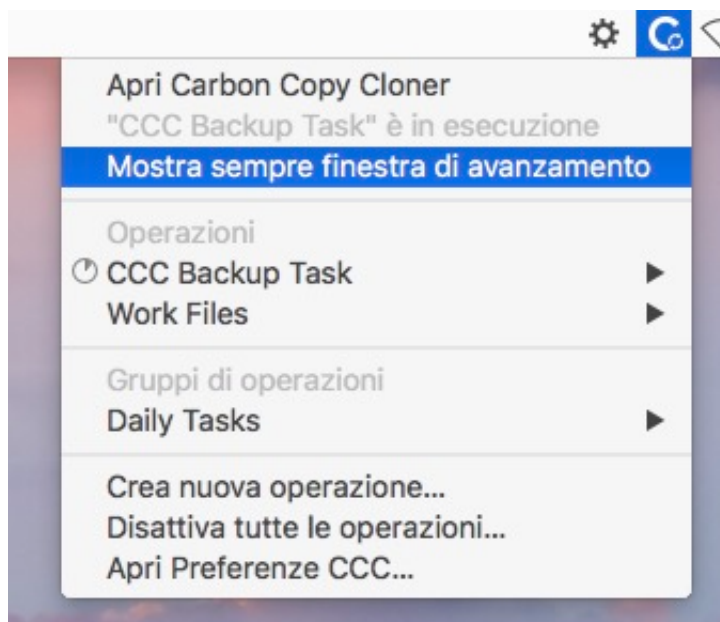 Apri Carbon Copy Cloner
"CCC Backup Task" è in esecuzione
Mostra sempre finestra di avanzamento
Operazioni
CCC Backup Task
Work Files
Gruppi di operazioni
Daily Tasks
Crea nuova operazione...
Disattiva tutte le operazioni...
Apri Preferenze CCC...